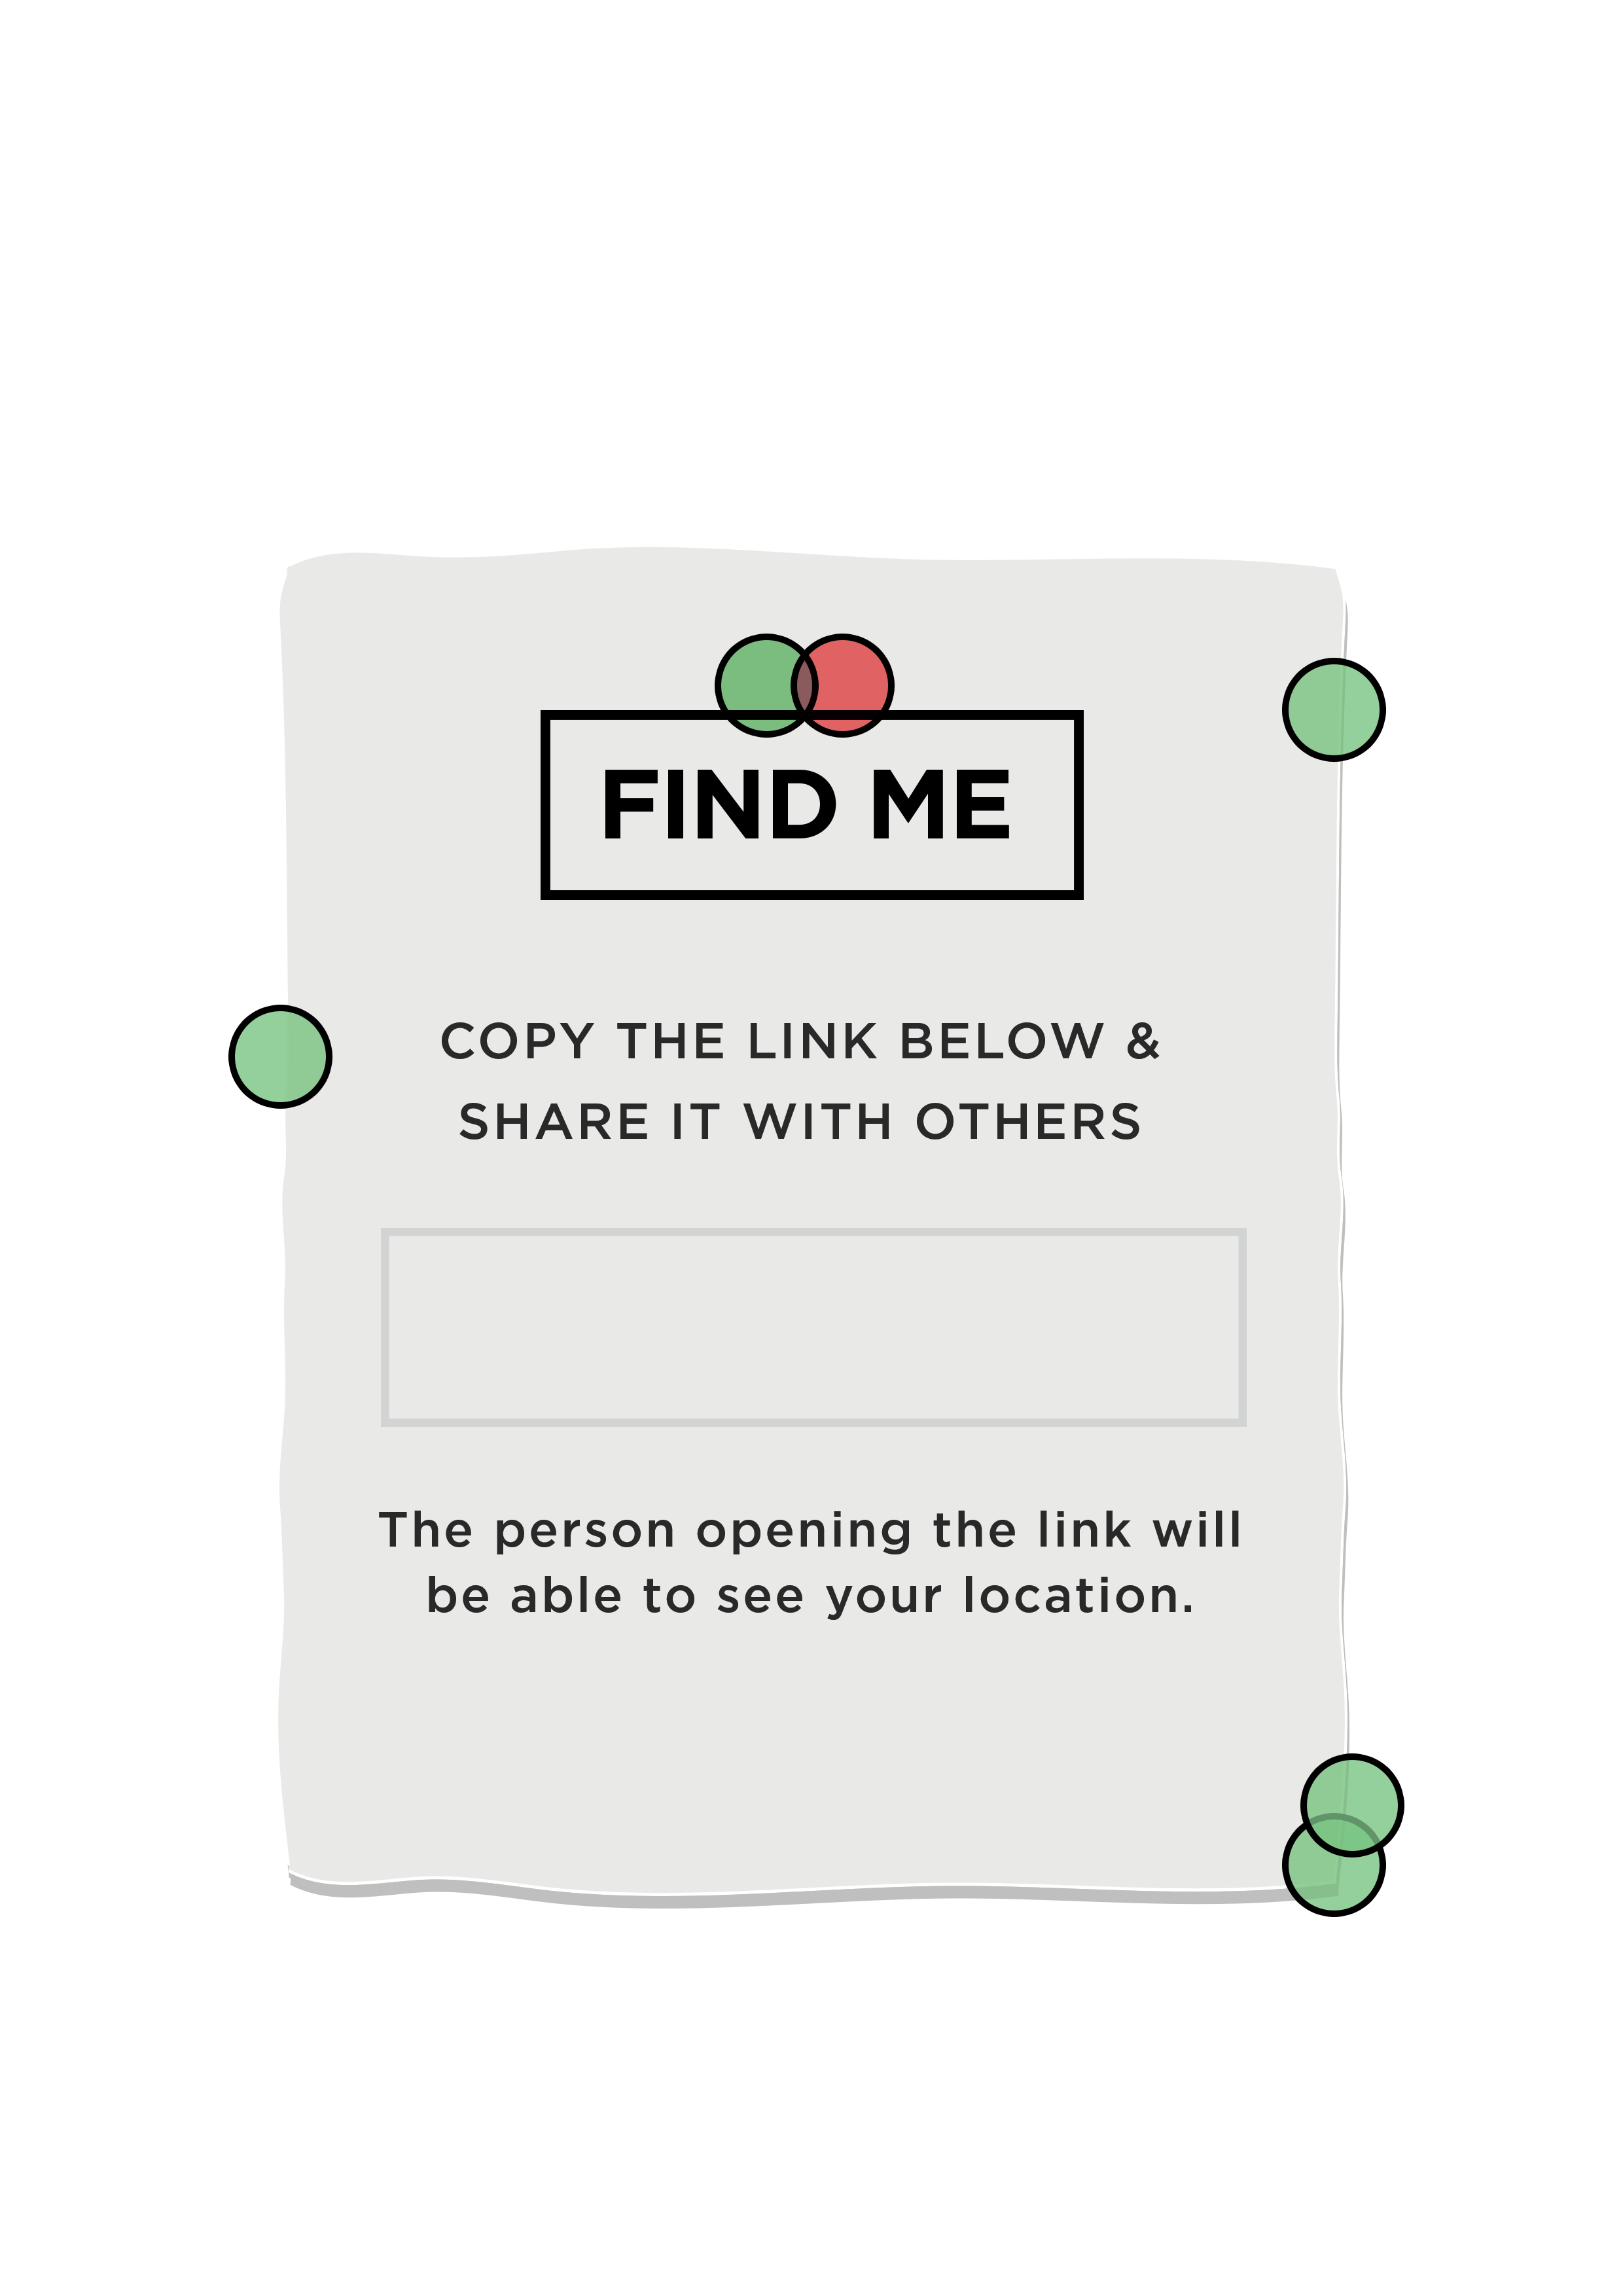 FIND ME
COPY THE LINK BELOW &
SHARE IT WITH OTHERS
The person opening the link will
be able to see your location.